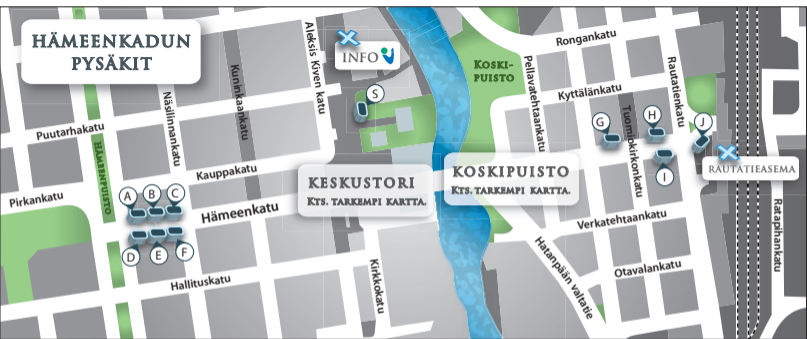 HÄMEENKADUN
PYSÄKIT
INFO
KOSKI-
PUISTO
Rongankatu
Aleksis Kiven katu
Kuninkaankatu
Näsilinnankatu
Pellavatehtaankatu
Rautatienkatu
Kyttälänkatu
S
G
H
J
Tuomiokirkonkatu
I
RAUTATIEASEMA
Puutarhakatu
HÄMEENPUISTO
Kauppakatu
KESKUSTORI
KTS. TARKEMPI KARTTA.
KOSKIPUISTO
KTS. TARKEMPI KARTTA.
Pirkankatu
A
B
C
Hämeenkatu
D
E
F
Verkatehtaankatu
Ratapihankatu
Hatanpään valtatie
Otavalankatu
Hallituskatu
Kirkkokatu